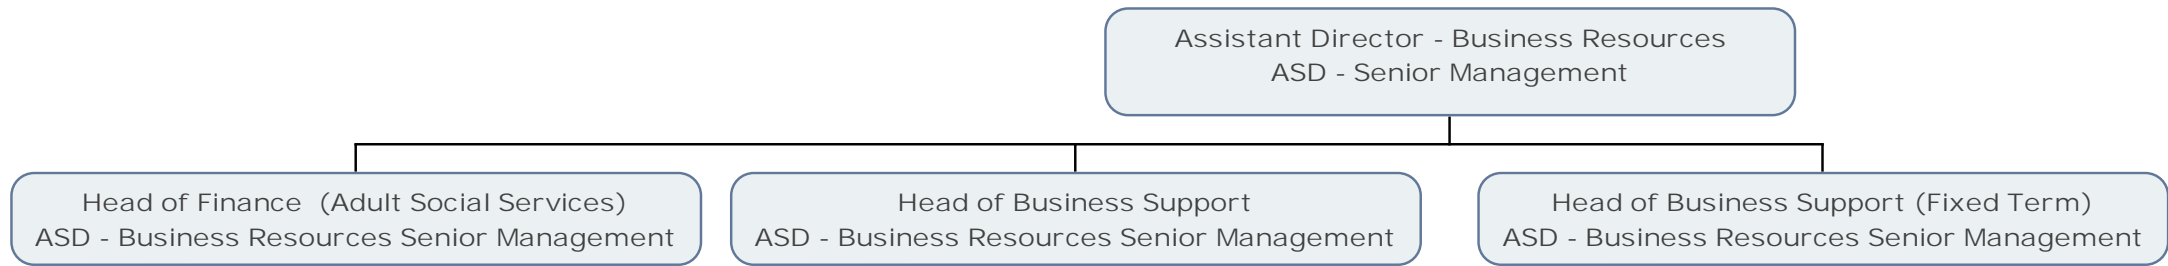 Assistant Director - Business Resources
ASD - Senior Management
Head of Finance  (Adult Social Services)
ASD - Business Resources Senior Management
Head of Business Support
ASD - Business Resources Senior Management
Head of Business Support (Fixed Term)
ASD - Business Resources Senior Management